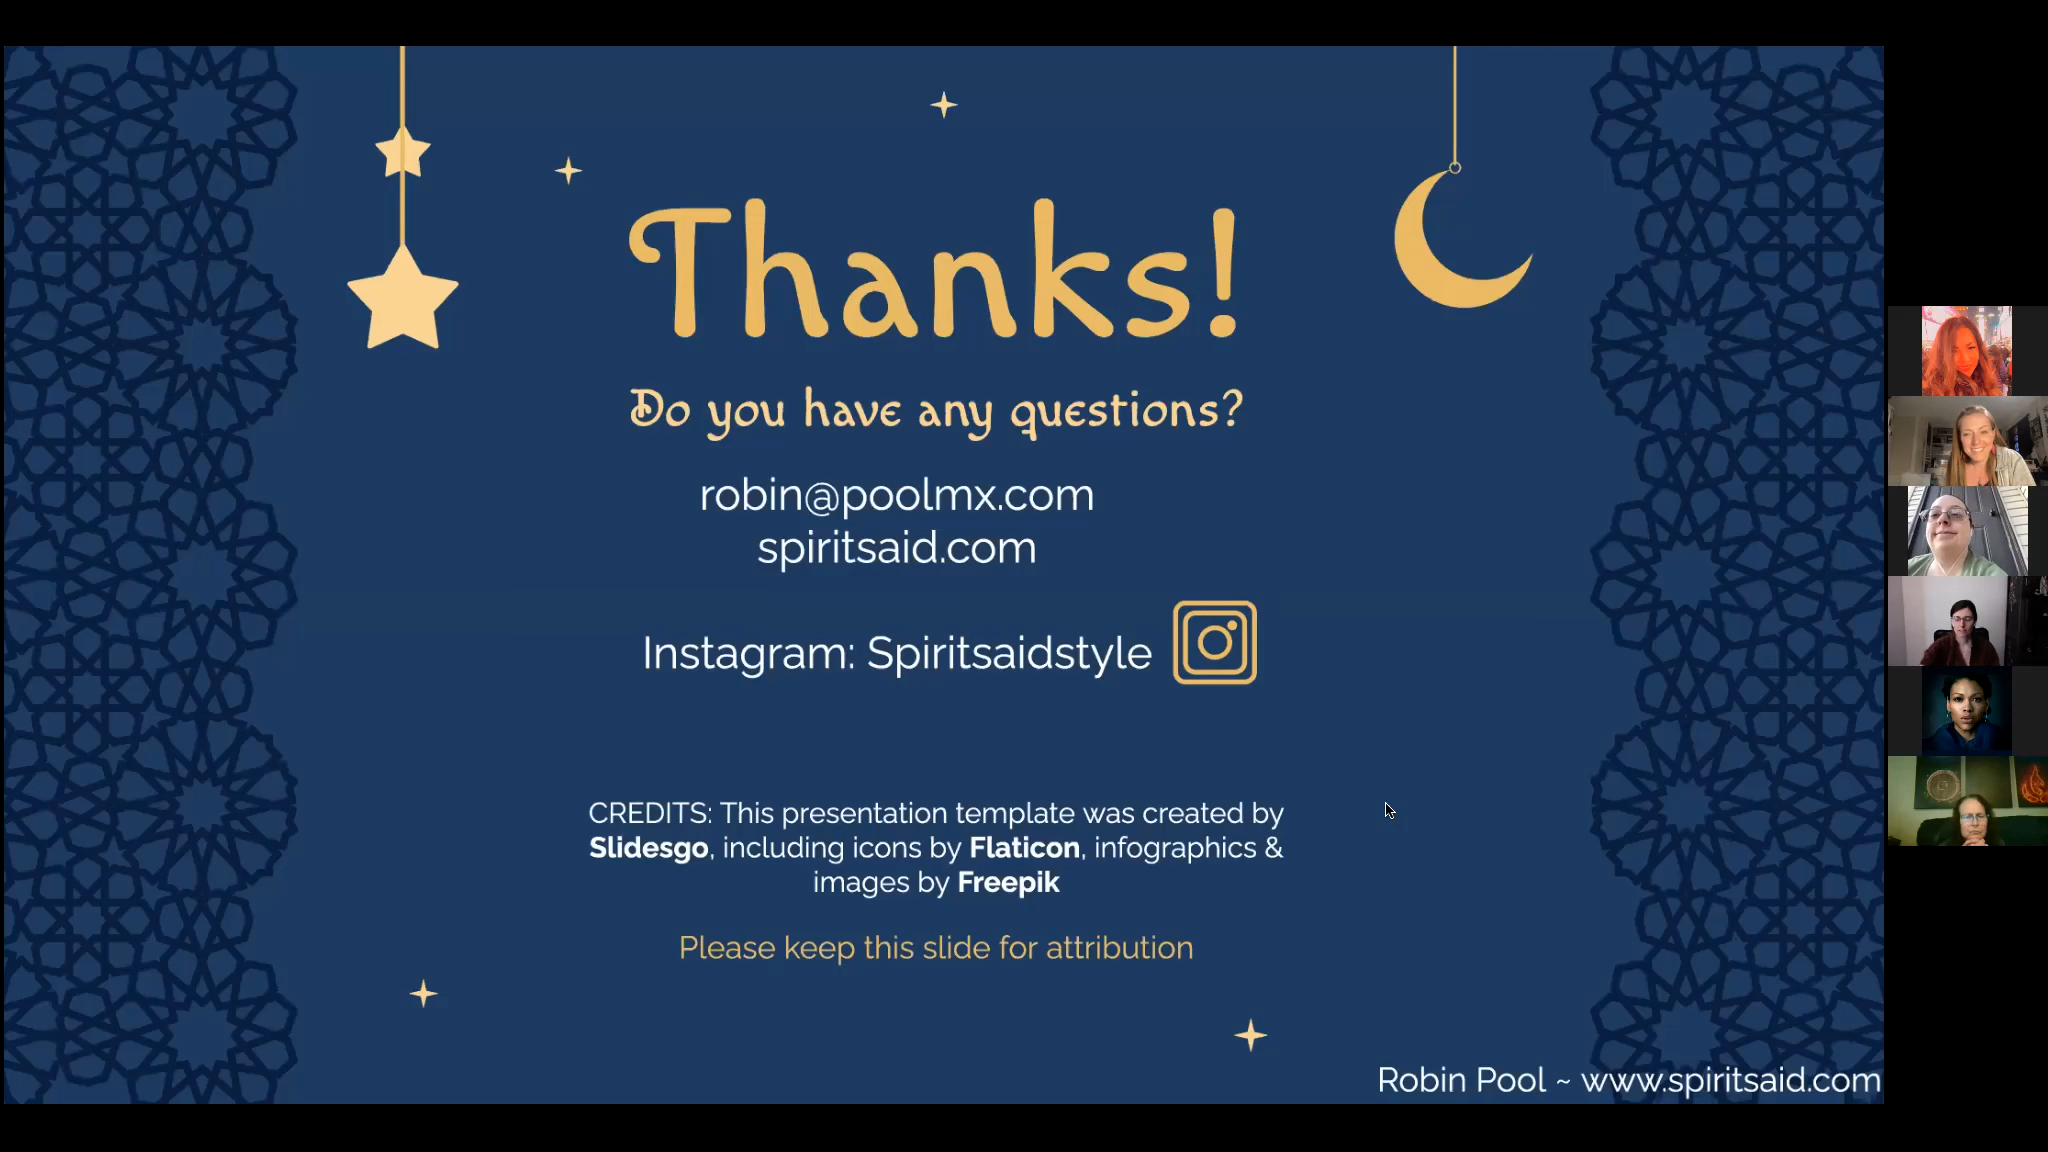 Thanks!
Do you have any questions?
robin@poolmx.com
spiritsaid.com
Instagram: Spiritsaidstyle
CREDITS: This presentation template was created by
Slidesgo, including icons by Flaticon, infographics &
images by Freepik
Please keep this slide for attribution
Robin Pool ~ www.spiritsaid.com